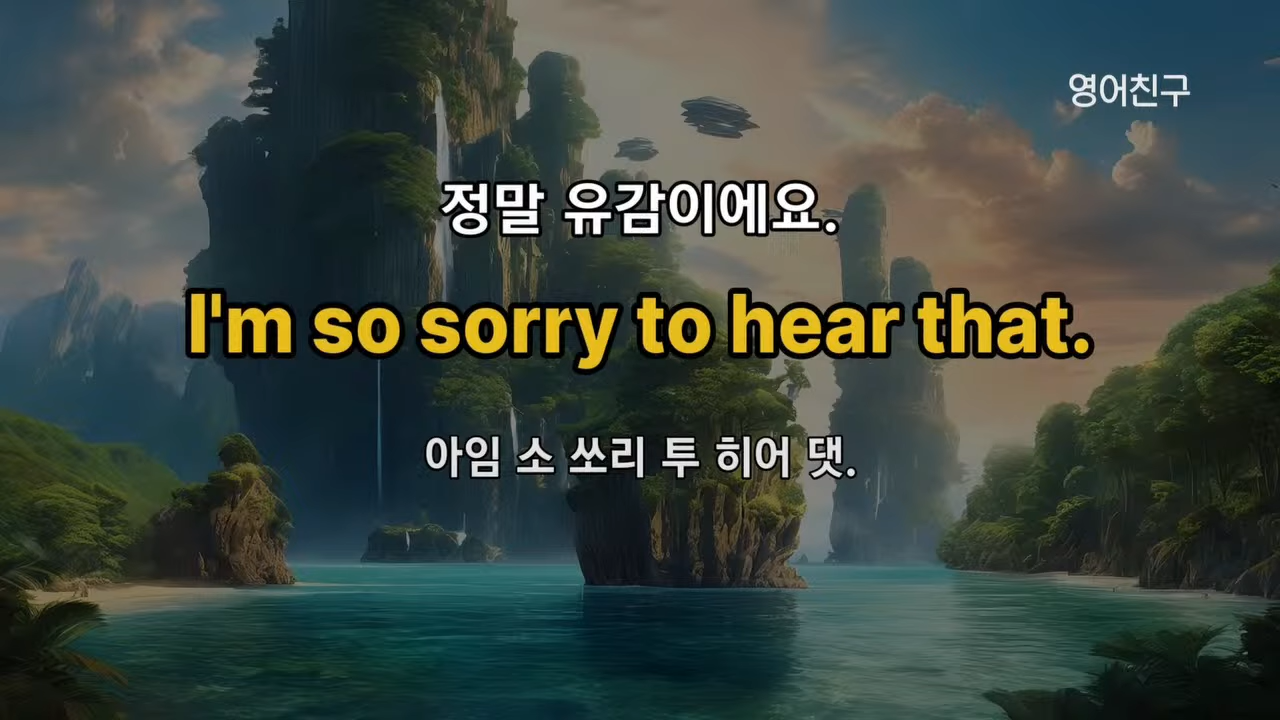 영어친구
정말 유감이에요.
I'm so sorry to hear that.
아임 소 쏘리 투 히어 댓.